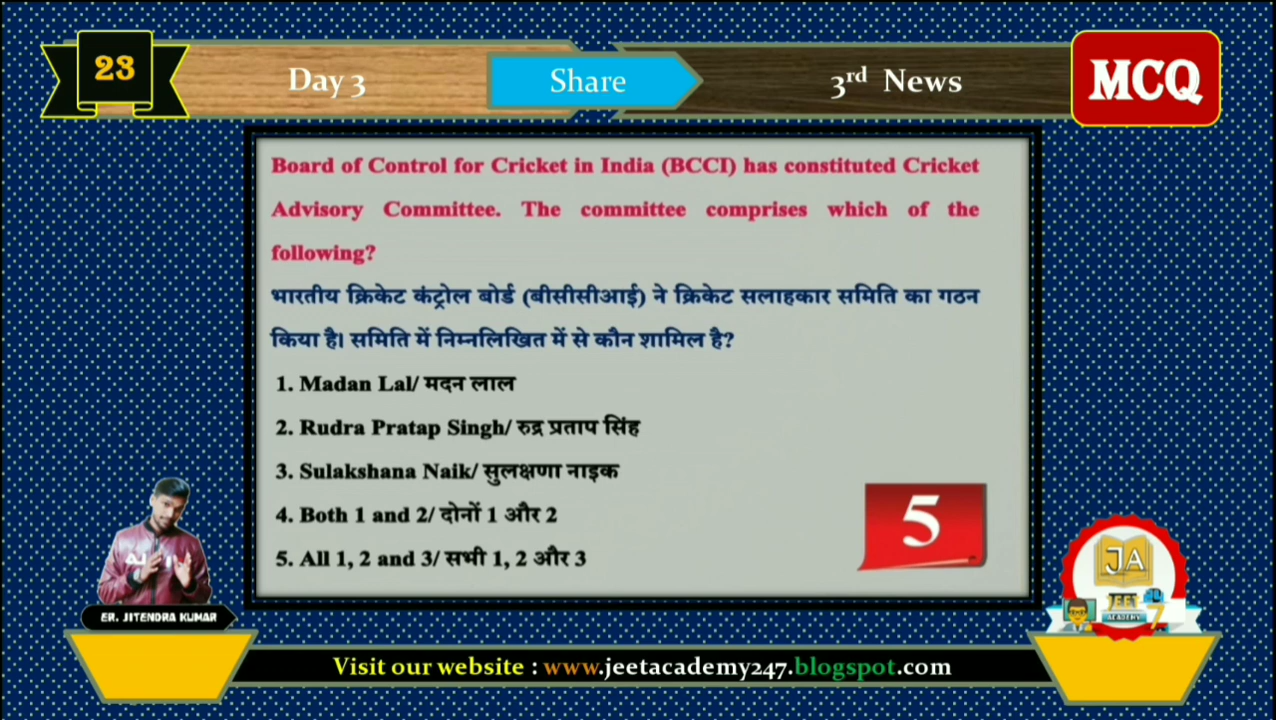 23
Day 3
Share
3rd News
MCQ
Board of Control for Cricket in India (BCCI) has constituted Cricket
Advisory Committee. The committee comprises which of the
following?
भारतीय क्रिकेट कंट्रोल बोर्ड (बीसीसीआई) ने क्रिकेट सलाहकार समिति का गठन
किया है। समिति में निम्नलिखित में से कौन शामिल है?
1. Madan Lal/ मदन लाल
2. Rudra Pratap Singh/ रुद्र प्रताप सिंह
3. Sulakshana Naik/ सुलक्षणा नाइक
4. Both 1 and 2/ दोनों 1 और 2
5. All 1, 2 and 3/ सभी 1, 2 और 3
5
ER. JITENDRA KUMAR
JA
JEET
ACADEMY
Visit our website : www.jeetacademy247.blogspot.com